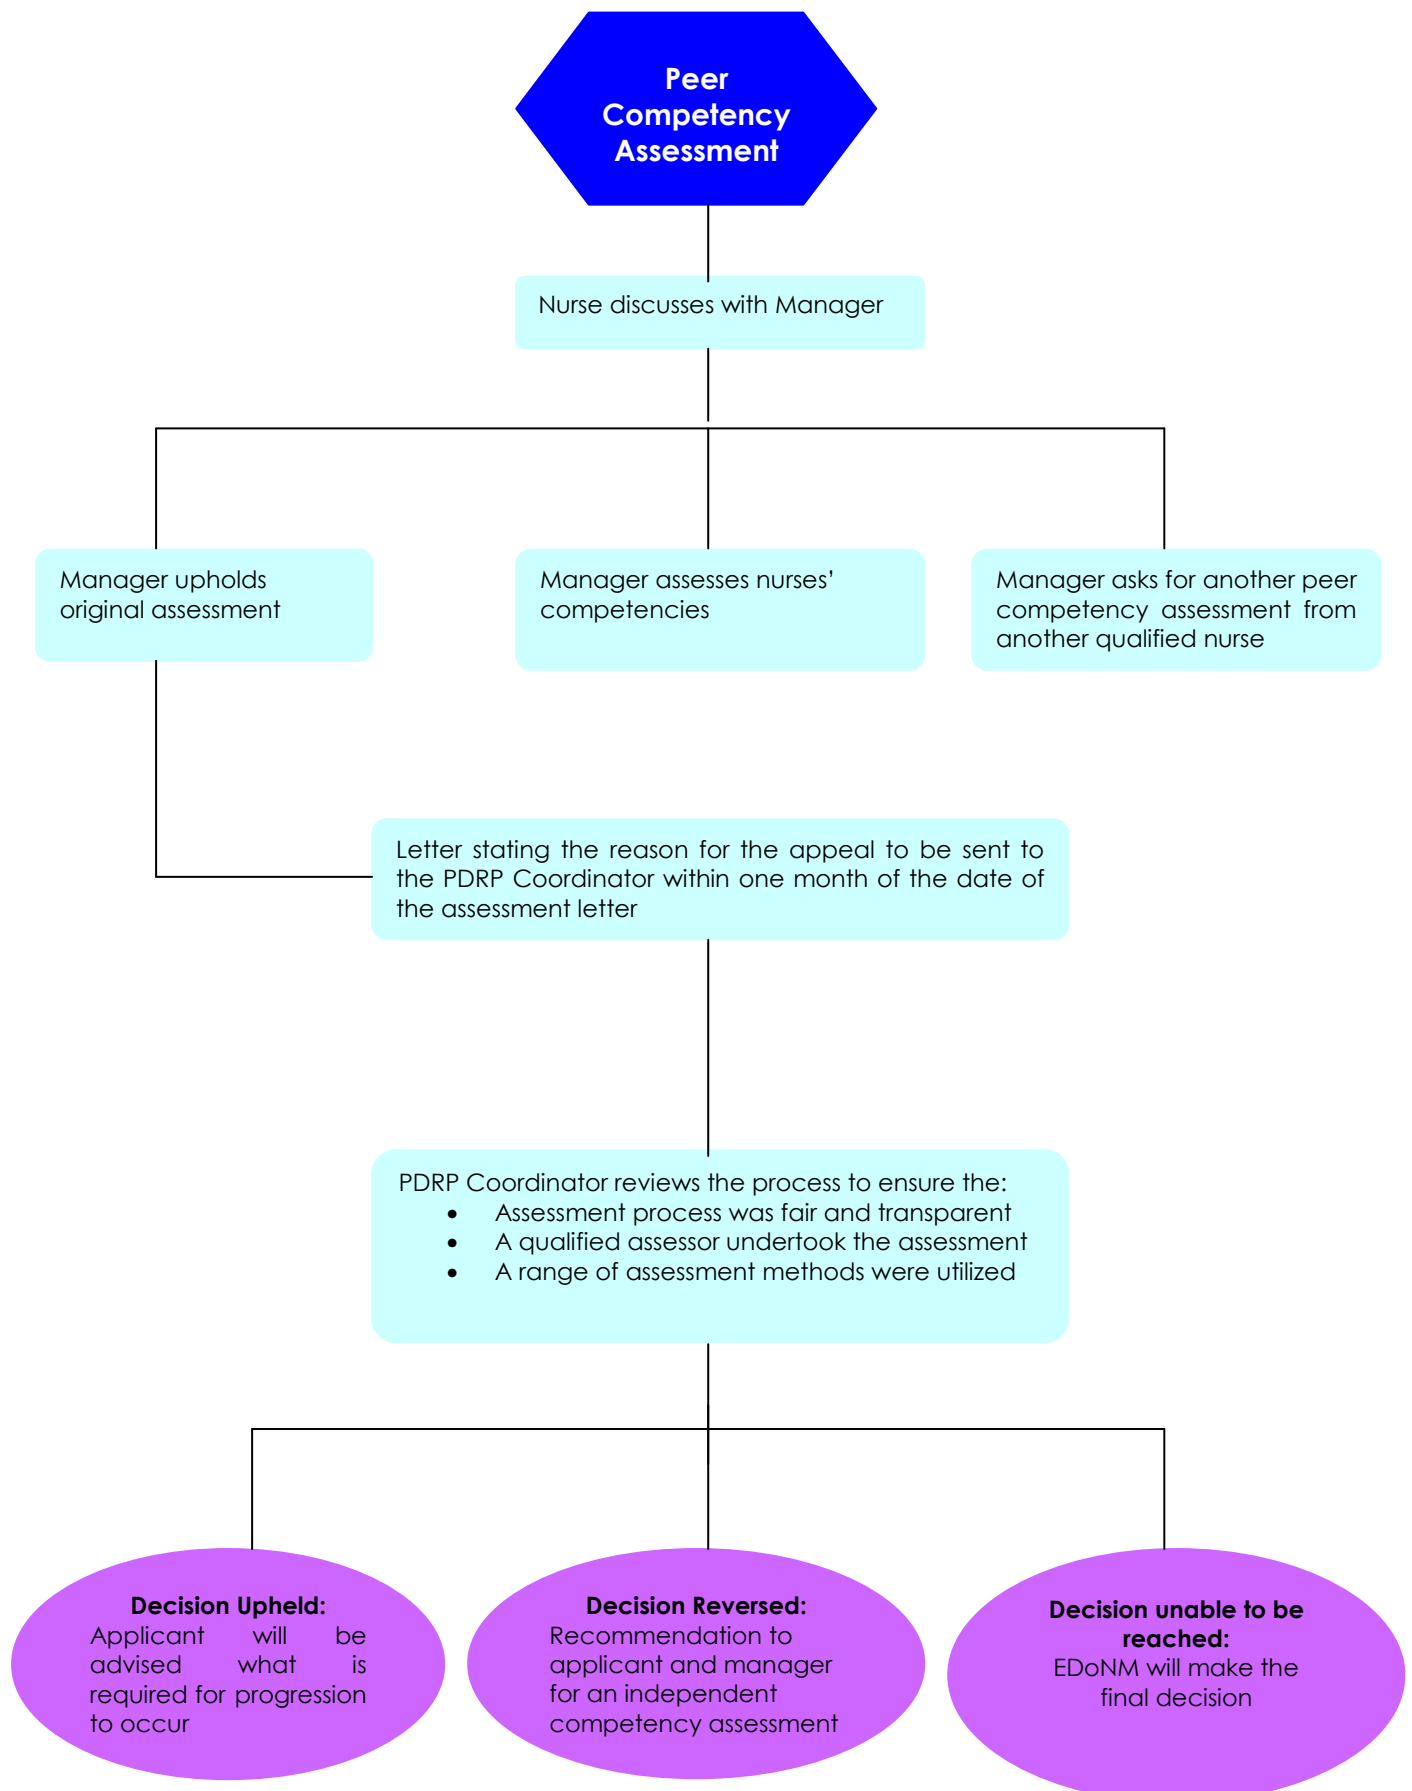 Peer
Competency
Assessment
Nurse discusses with Manager
Manager upholds
original assessment
Manager assesses nurses’
competencies
Manager asks for another peer
competency assessment from
another qualified nurse
Letter stating the reason for the appeal to be sent to
the PDRP Coordinator within one month of the date of
the assessment letter
PDRP Coordinator reviews the process to ensure the:
• Assessment process was fair and transparent
• A qualified assessor undertook the assessment
• A range of assessment methods were utilized
Decision Upheld:
Applicant will be
advised what is
required for progression
to occur
Decision Reversed:
Recommendation to
applicant and manager
for an independent
competency assessment
Decision unable to be
reached:
EDoNM will make the
final decision